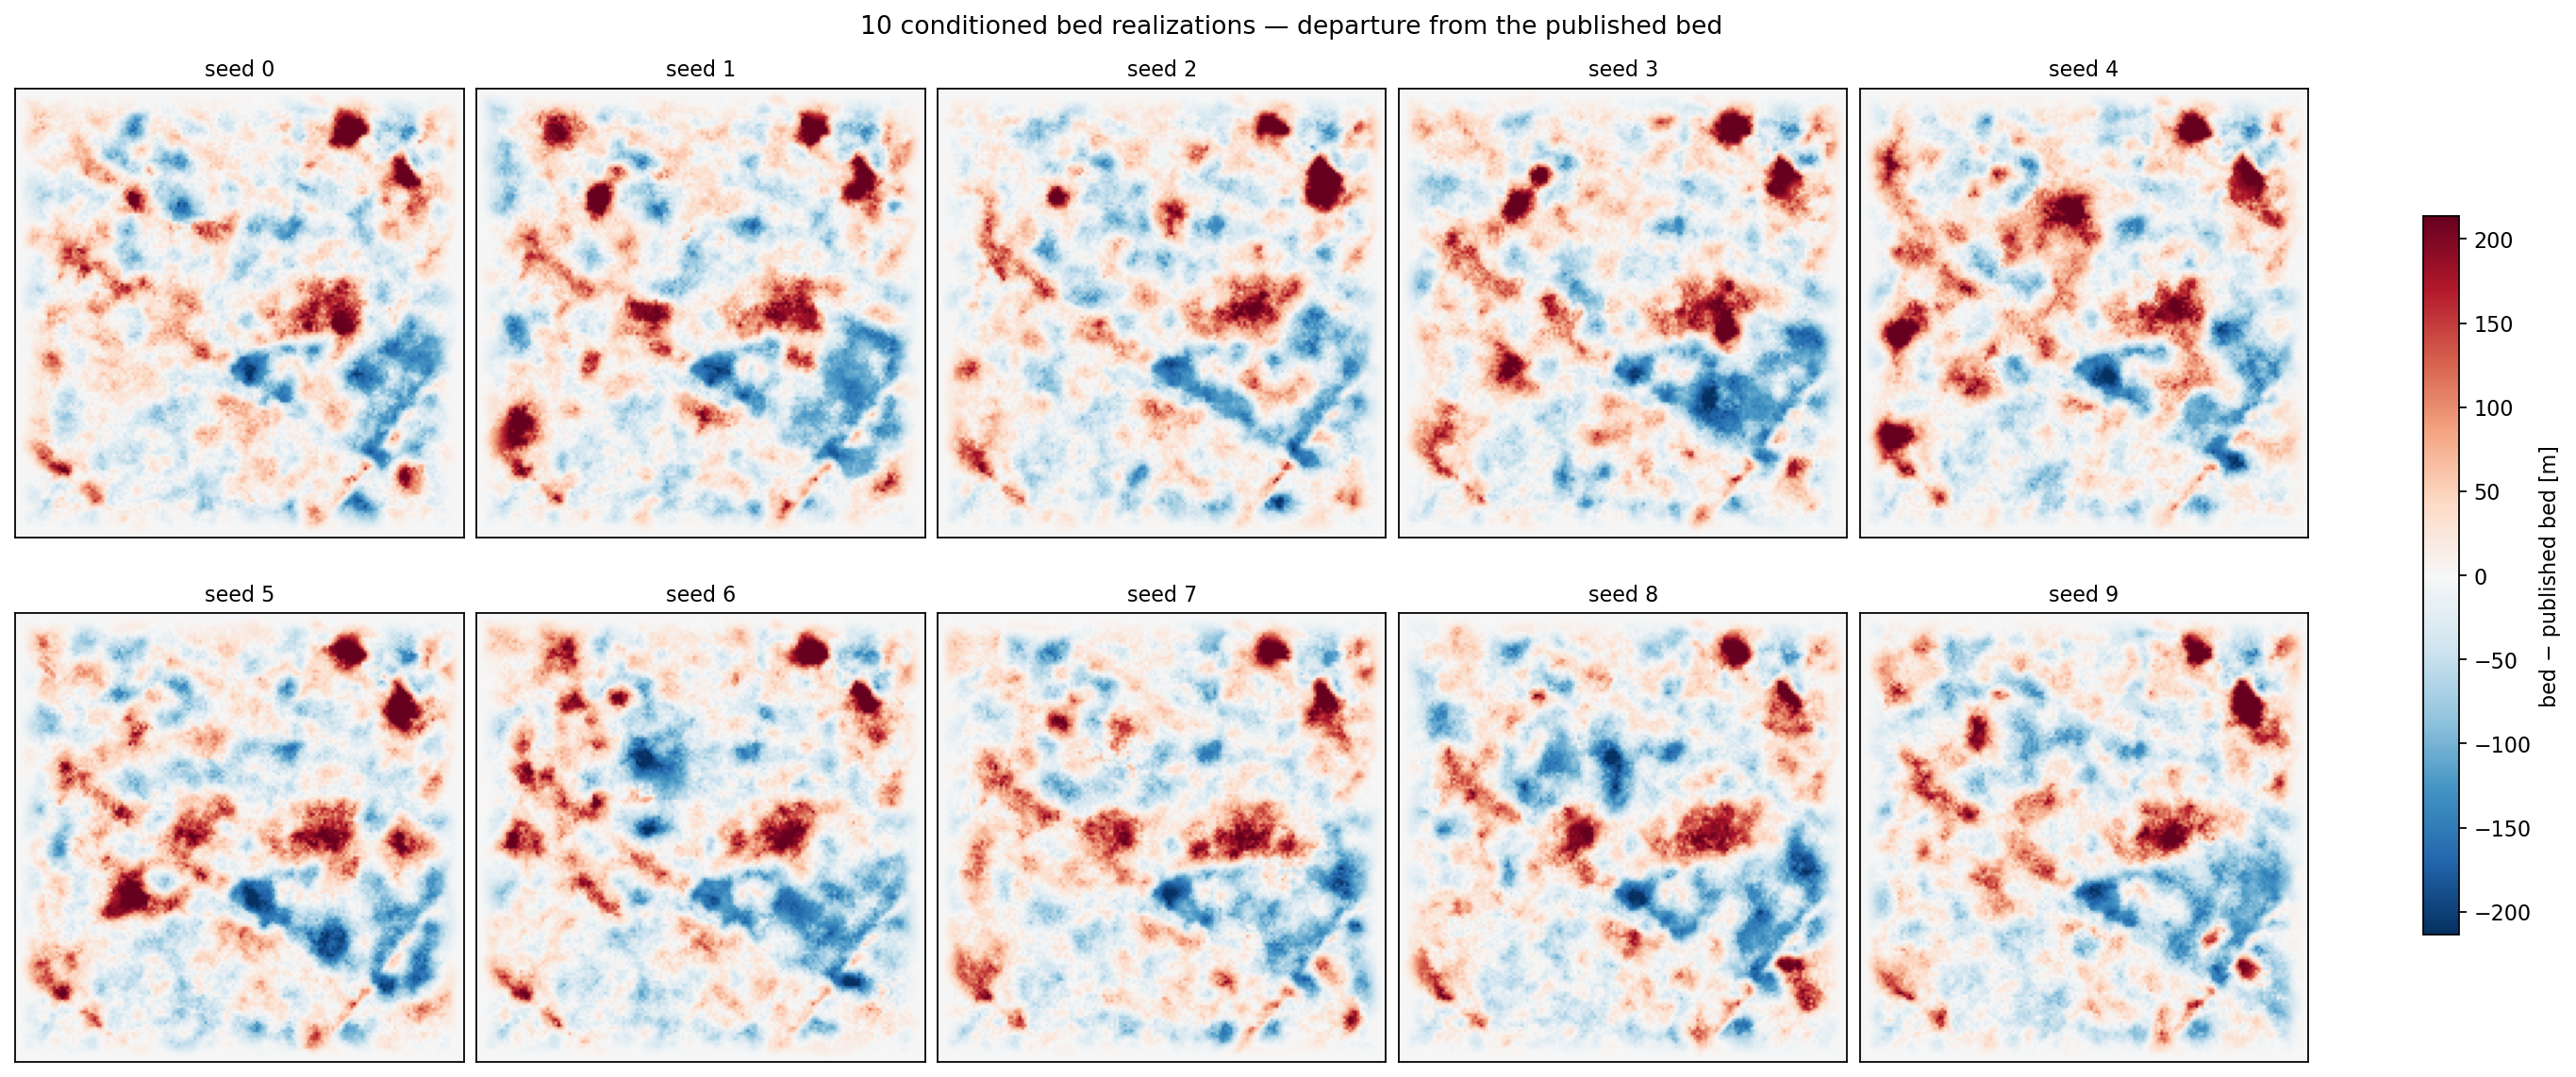 10 conditioned bed realizations — departure from the published bed
seed 0
seed 1
seed 2
seed 3
seed 4
seed 5
seed 6
seed 7
seed 8
seed 9
200
150
100
50
0
−50
−100
−150
−200
bed − published bed [m]